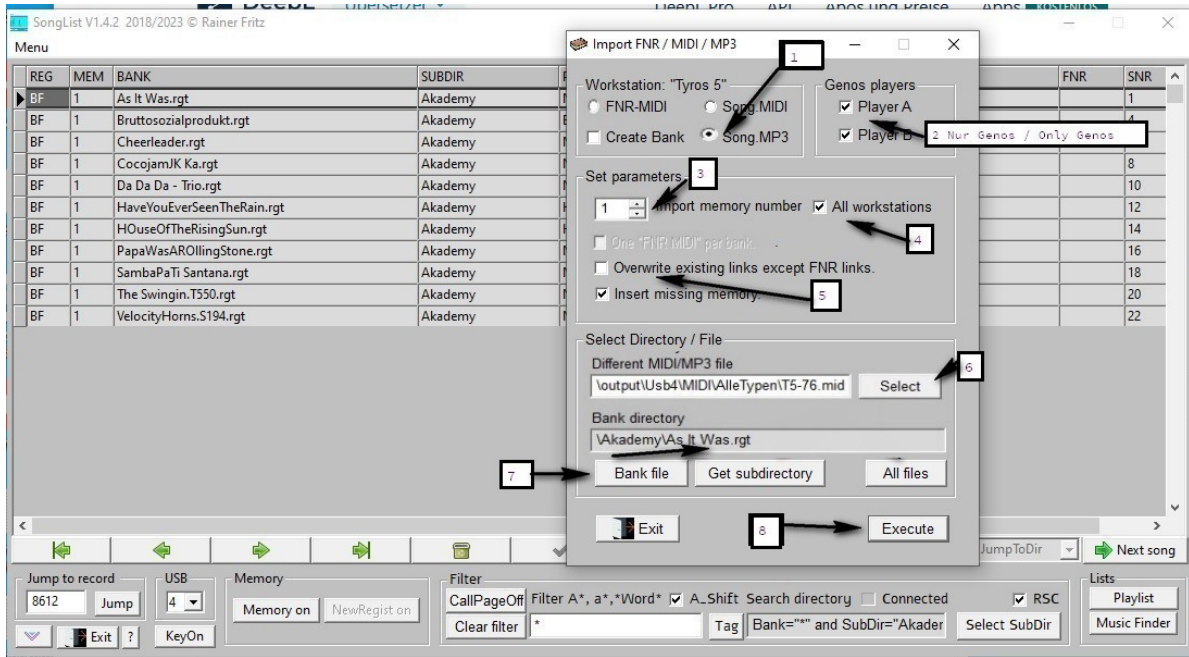 DeepL Übersetzer DeepL Pro API Abos und Preise Apps KOSTENLOS
SongList V1.4.2 2018/2023 © Rainer Fritz
Menu
REG MEM BANK SUBDIR FNR SNR
BF 1 As It Was.rgt Akademy 1
BF 1 Bruttosozialprodukt.rgt Akademy 4
BF 1 Cheerleader.rgt Akademy
BF 1 CocojamJK Ka.rgt Akademy 8
BF 1 Da Da Da - Trio.rgt Akademy 10
BF 1 HaveYouEverSeenTheRain.rgt Akademy 12
BF 1 HOuseOfTheRisingSun.rgt Akademy 14
BF 1 PapaWasAROllingStone.rgt Akademy 16
BF 1 SambaPaTi Santana.rgt Akademy 18
BF 1 The Swingin.T550.rgt Akademy 20
BF 1 VelocityHorns.S194.rgt Akademy 22
Import FNR / MIDI / MP3
1
Workstation: "Tyros 5"
FNR-MIDI Song.MIDI
Create Bank Song.MP3
Genos players
Player A
Player B
2 Nur Genos / Only Genos
Set parameters
3
1 Import memory number All workstations
4
One "FNR MIDI" per bank.
Overwrite existing links except FNR links.
5
Insert missing memory.
Select Directory / File
Different MIDI/MP3 file
6
\output\Usb4\MIDI\AlleTypen\T5-76.mid Select
Bank directory
\Akademy\As It Was.rgt
7
Bank file Get subdirectory All files
8
Exit Execute
JumpToDir Next song
Jump to record
8612 Jump
Exit ?
USB
4
KeyOn
Memory
Memory on NewRegist on
Filter
CallPageOff Filter A*, a*,*Word* A_Shift Search directory Connected RSC
Clear filter * Tag Bank="*" and SubDir="Akader Select SubDir
Lists
Playlist
Music Finder